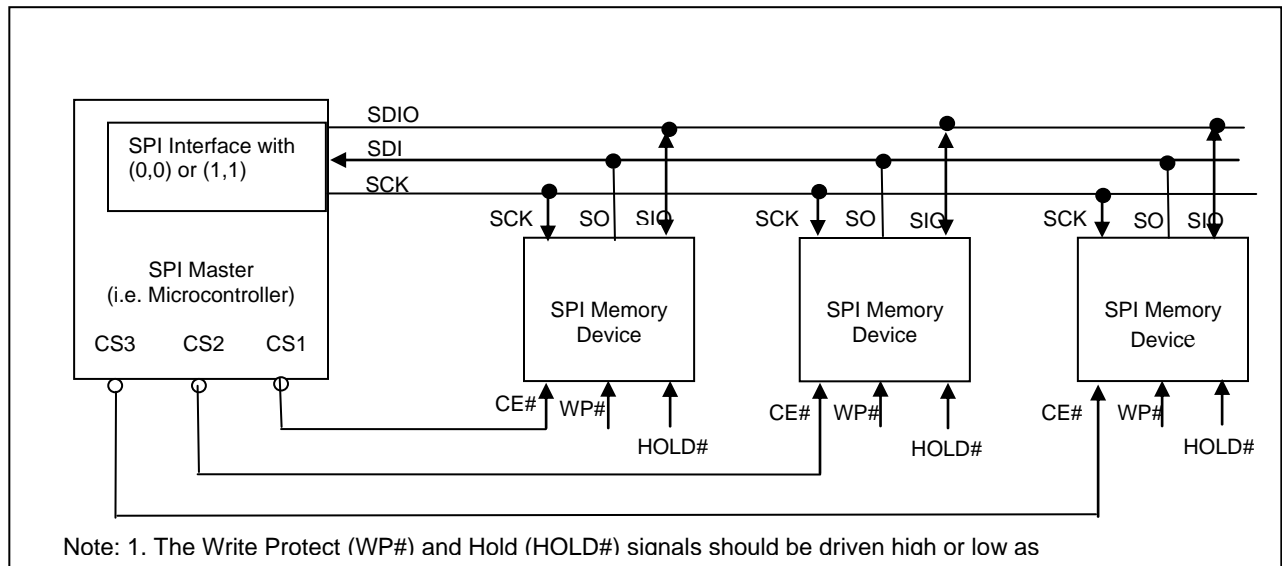 SDIO
SPI Interface with
(0,0) or (1,1)
SDI
SCK
SCK SO SIO
SCK SO SIO
SCK SO SIO
SPI Master
(i.e. Microcontroller)
SPI Memory
Device
SPI Memory
Device
SPI Memory
Device
CS3 CS2 CS1
CE# WP#
HOLD#
CE# WP#
HOLD#
CE# WP#
HOLD#
Note: 1. The Write Protect (WP#) and Hold (HOLD#) signals should be driven high or low as